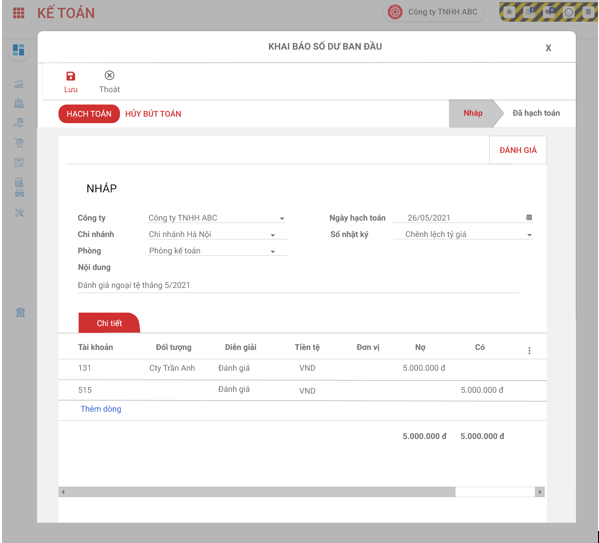 KẾ TOÁN
Công ty TNHH ABC
KHAI BÁO SỐ DƯ BAN ĐẦU
X
Lưu
Thoát
HẠCH TOÁN
HỦY BÚT TOÁN
Nháp
Đã hạch toán
ĐÁNH GIÁ
NHÁP
Công ty Công ty TNHH ABC
Ngày hạch toán 26/05/2021
Chi nhánh Chi nhánh Hà Nội
Sổ nhật ký Chênh lệch tỷ giá
Phòng Phòng kế toán
Nội dung
Đánh giá ngoại tệ tháng 5/2021
Chi tiết
Tài khoản Đối tượng Diễn giải Tiền tệ Đơn vị Nợ Có
131 Cty Trần Anh Đánh giá VND 5.000.000 đ
515 Đánh giá VND 5.000.000 đ
Thêm dòng
5.000.000 đ 5.000.000 đ